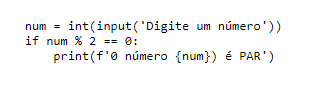 num = int(input('Digite um número'))
if num % 2 == 0:
    print(f'O número {num}) é PAR')